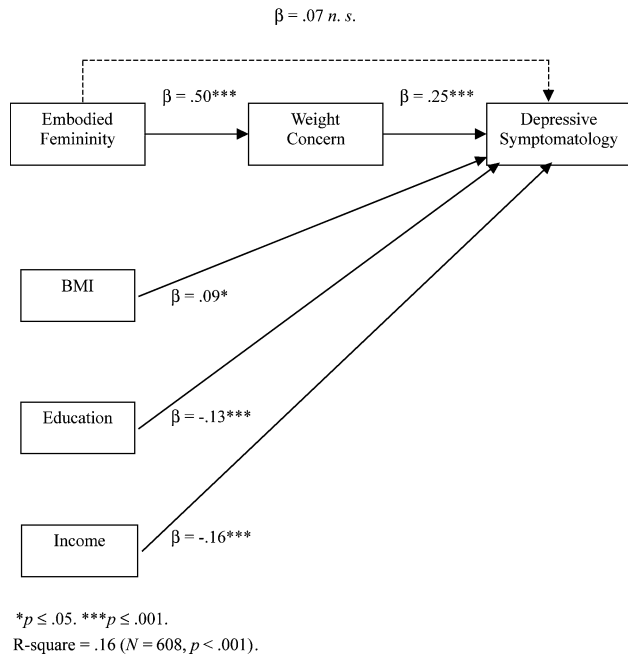 β = .07 n. s.
β = .50***
β = .25***
Embodied
Femininity
Weight
Concern
Depressive
Symptomatology
BMI
β = .09*
Education
β = -.13***
Income
β = -.16***
*p ≤ .05. ***p ≤ .001.
R-square = .16 (N = 608, p < .001).